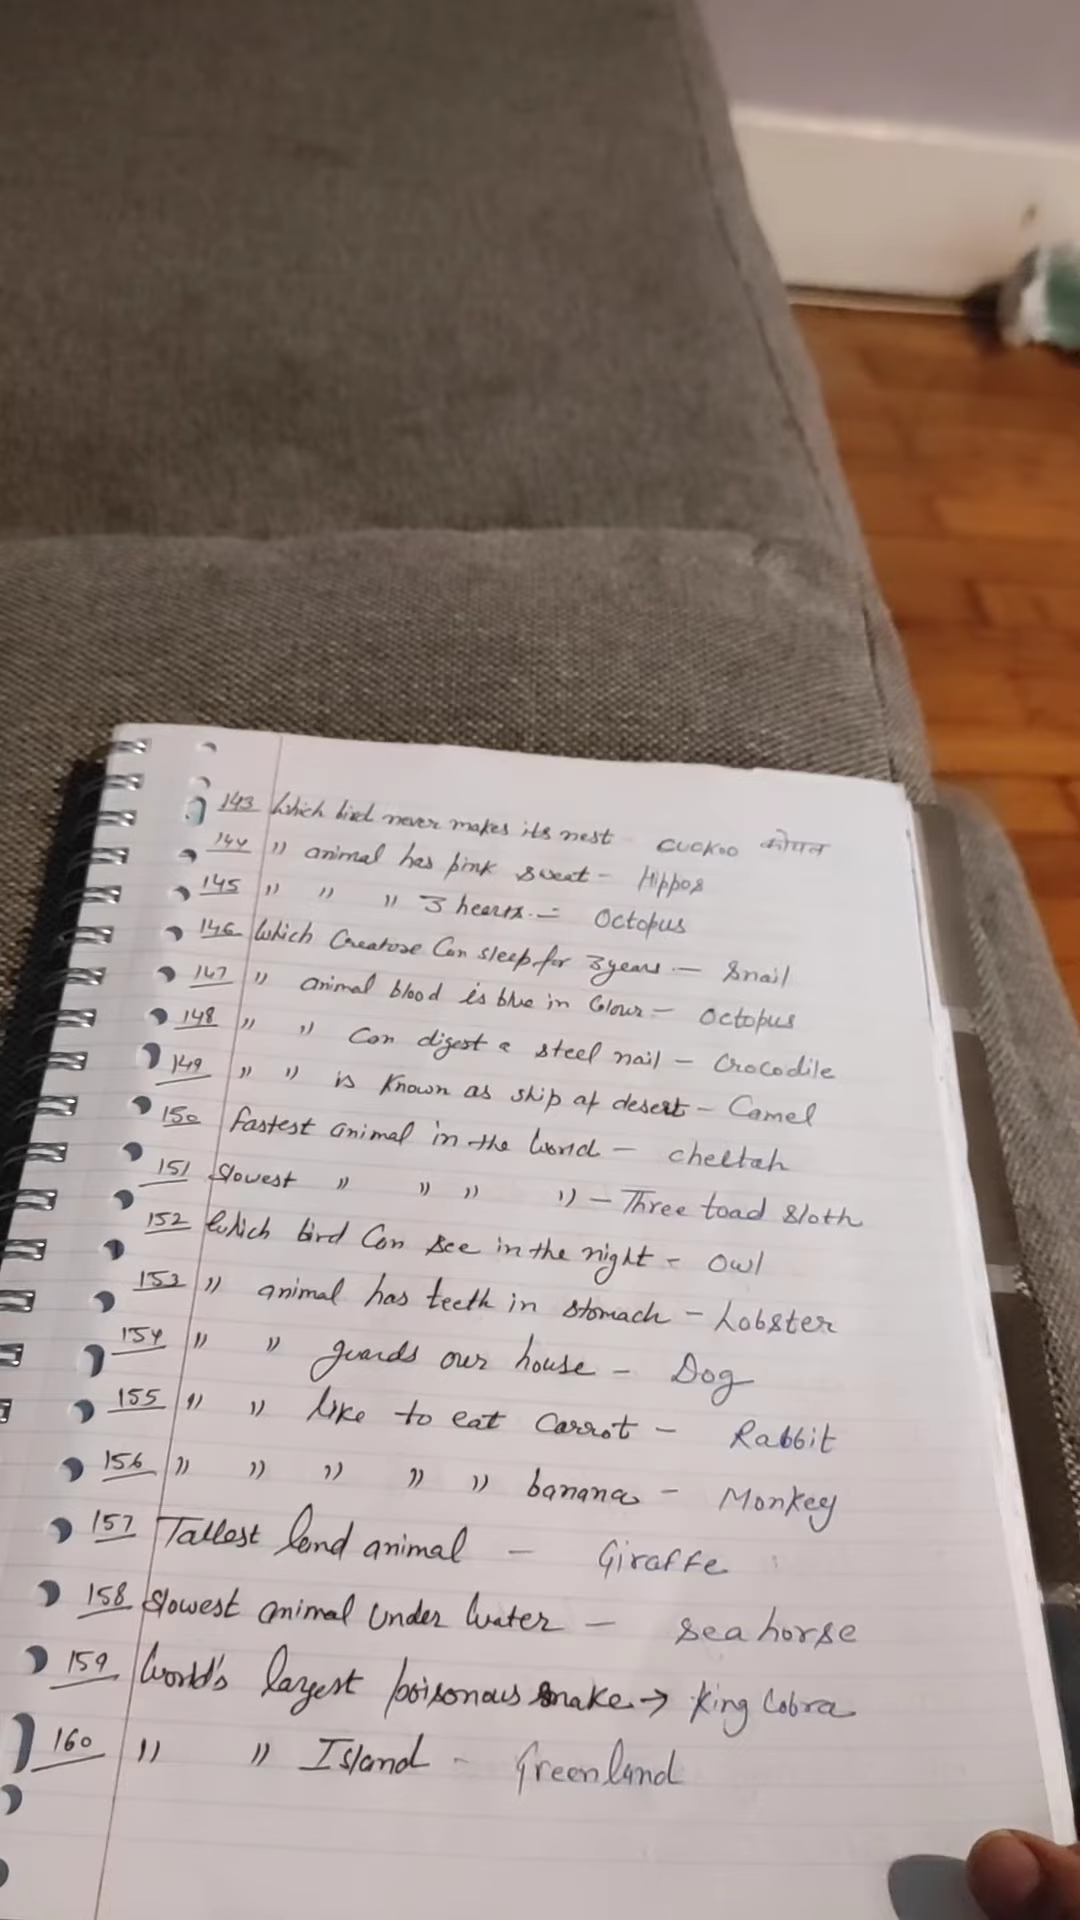 143 Which bird never makes its nest cuckoo कोयल
144 " animal has pink sweat - Hippos
145 " " " 3 hearts. - Octopus
146 Which Creature Can sleep for 3 years. - Snail
147 " animal blood is blue in Colour - Octopus
148 " " Can digest a steel nail - Crocodile
149 " " is known as ship of desert - Camel
150 fastest animal in the World - cheetah
151 Slowest " " " " - Three toad sloth
152 Which bird Can see in the night - Owl
153 " animal has teeth in stomach - Lobster
154 " " guards our house - Dog
155 " " like to eat Carrot - Rabbit
156 " " " " " banana - Monkey
157 Tallest land animal - Giraffe
158 Slowest animal under Water - sea horse
159 World's largest poisonous snake → King Cobra
160 " " Island - Greenland